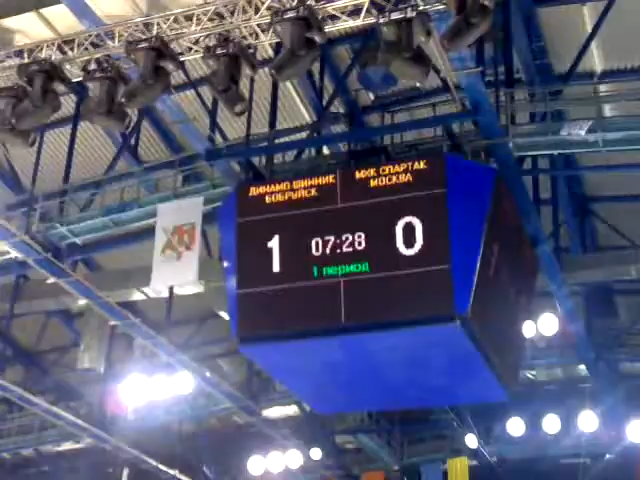 ДИНАМО-ШИННИК
БОБРУЙСК
МХК СПАРТАК
МОСКВА
1 07:28 0
1 период